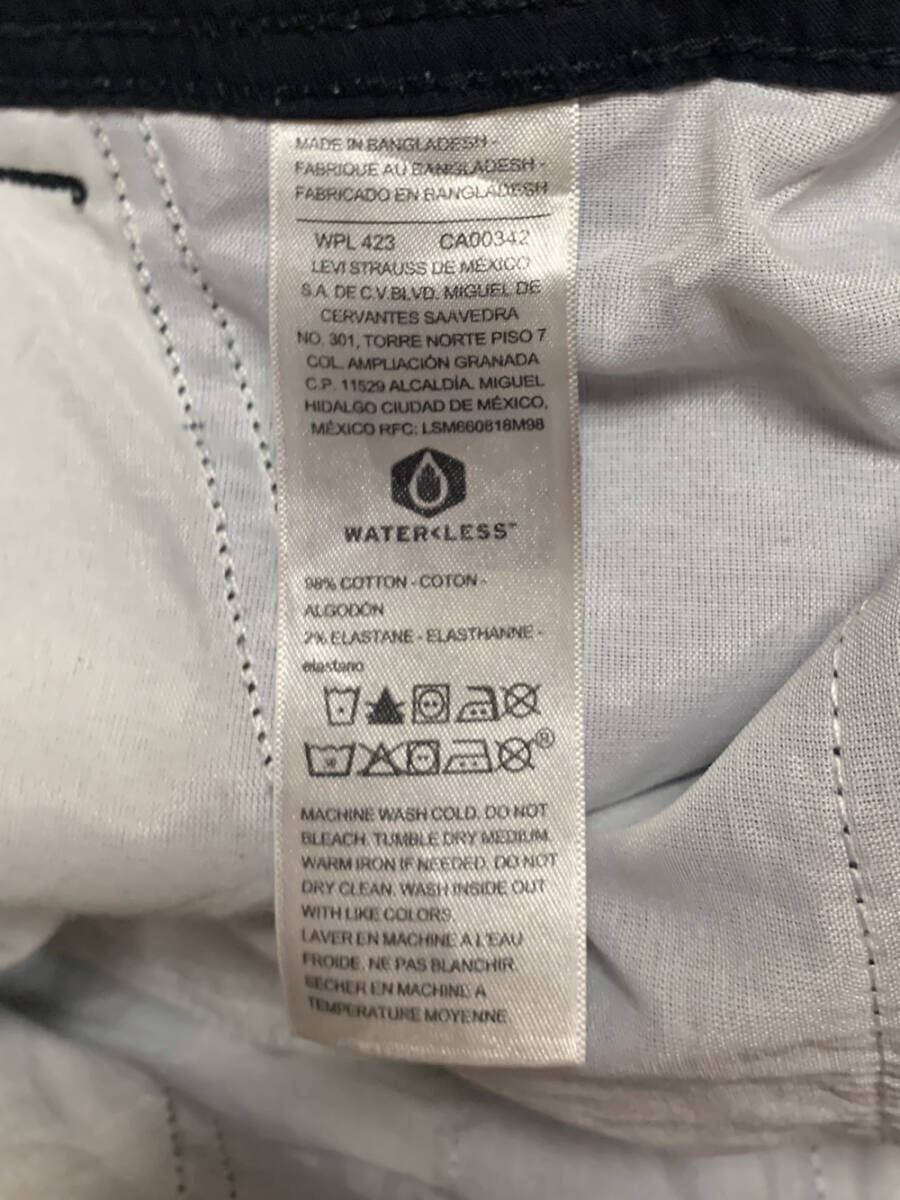 MADE IN BANGLADESH -
FABRIQUE AU BANGLADESH -
FABRICADO EN BANGLADESH
WPL 423 CA00342
LEVI STRAUSS DE MÉXICO
S.A. DE C.V.BLVD. MIGUEL DE
CERVANTES SAAVEDRA
NO. 301, TORRE NORTE PISO 7
COL. AMPLIACIÓN GRANADA
C.P. 11529 ALCALDÍA. MIGUEL
HIDALGO CIUDAD DE MÉXICO,
MÉXICO RFC: LSM660818M98
WATER<LESS™
98% COTTON - COTON -
ALGODÓN
2% ELASTANE - ELASTHANNE -
elastano
30
®
MACHINE WASH COLD. DO NOT
BLEACH. TUMBLE DRY MEDIUM.
WARM IRON IF NEEDED. DO NOT
DRY CLEAN. WASH INSIDE OUT
WITH LIKE COLORS.
LAVER EN MACHINE A L'EAU
FROIDE. NE PAS BLANCHIR.
SECHER EN MACHINE A
TEMPERATURE MOYENNE.